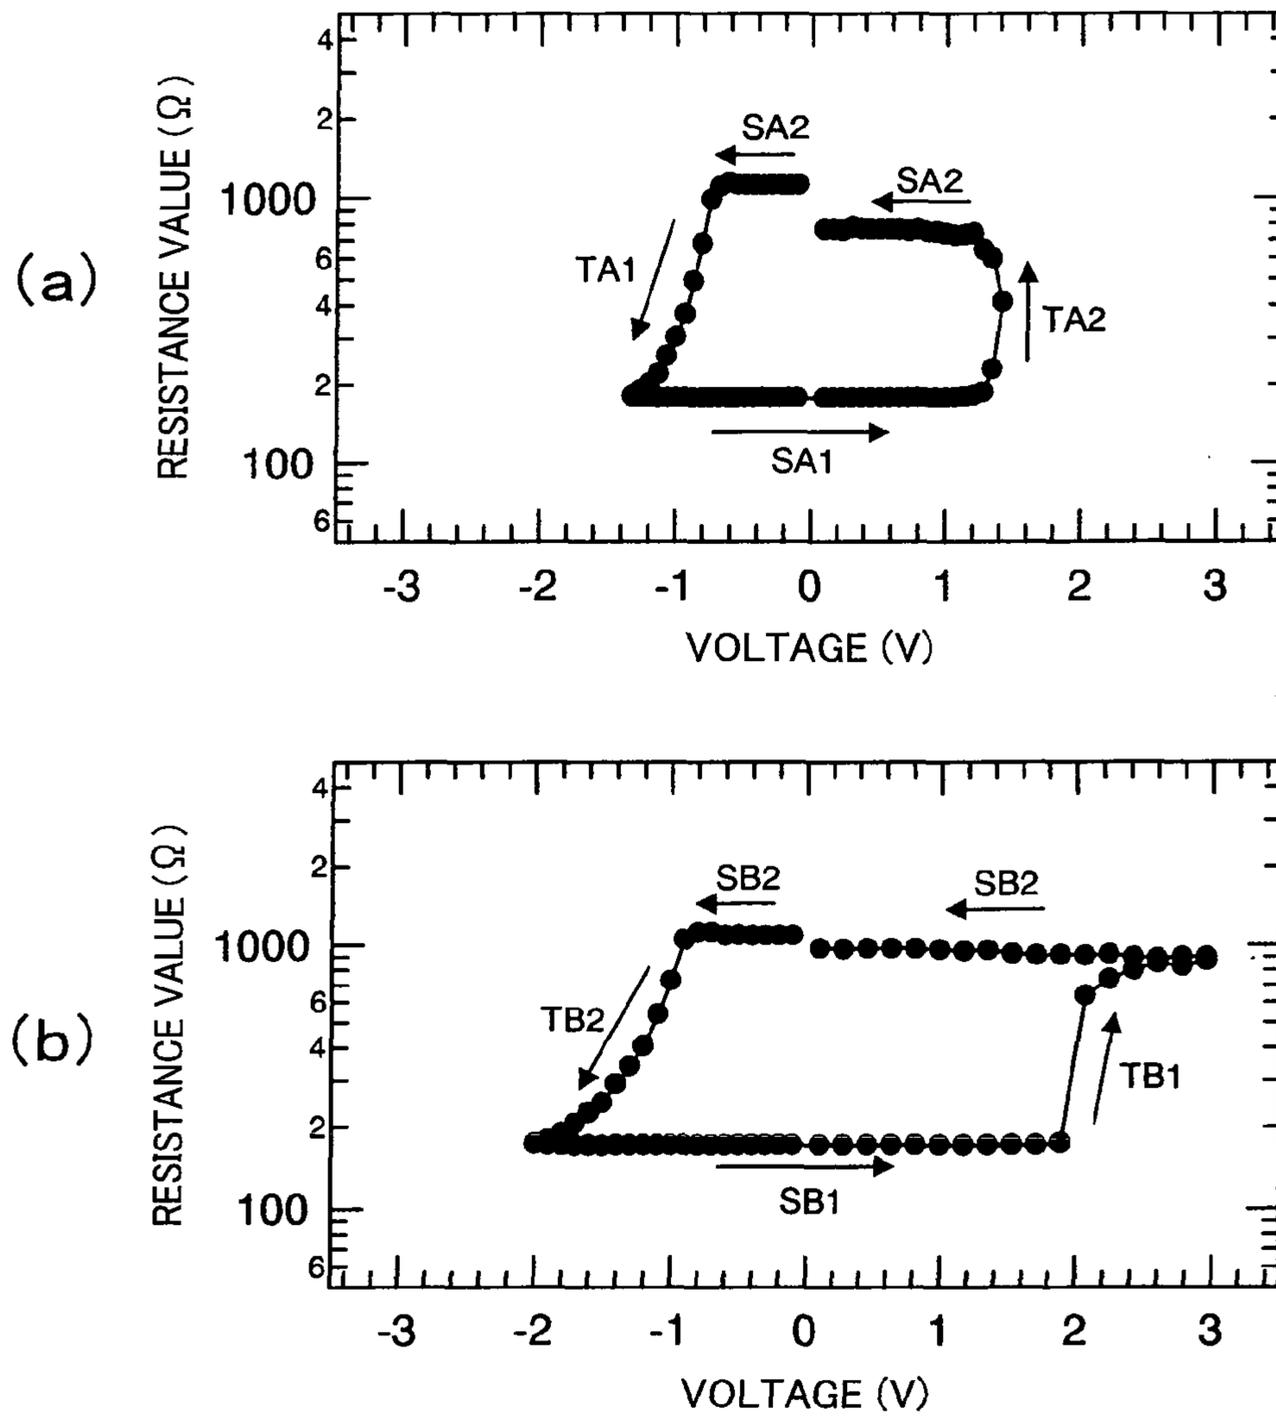 (a)
RESISTANCE VALUE (Ω)
4
2
1000
6
4
2
100
6
SA2
SA2
TA1
TA2
SA1
-3 -2 -1 0 1 2 3
VOLTAGE (V)
(b)
RESISTANCE VALUE (Ω)
4
2
1000
6
4
2
100
6
SB2
SB2
TB2
TB1
SB1
-3 -2 -1 0 1 2 3
VOLTAGE (V)